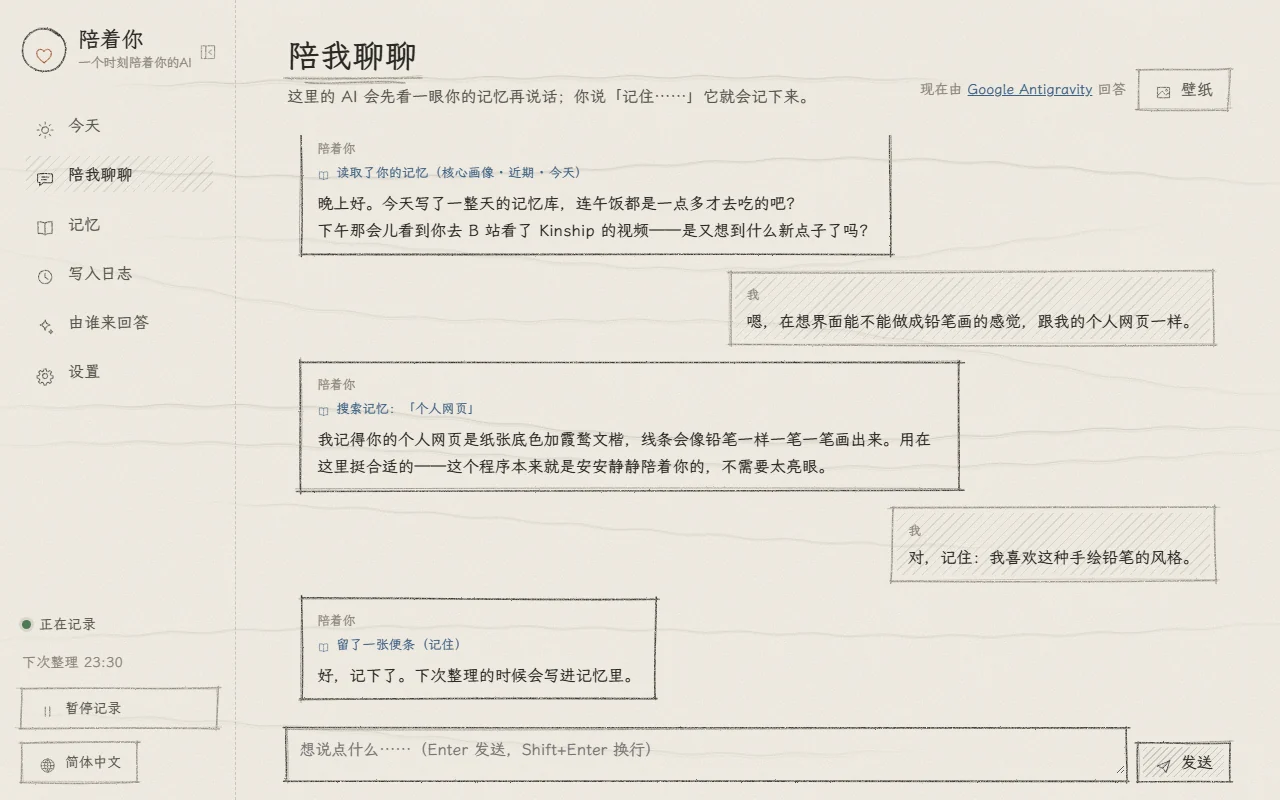 陪着你
一个时刻陪着你的AI
今天
陪我聊聊
记忆
写入日志
由谁来回答
设置
正在记录
下次整理 23:30
暂停记录
简体中文
陪我聊聊
这里的 AI 会先看一眼你的记忆再说话；你说「记住……」它就会记下来。
现在由 Google Antigravity 回答
壁纸
陪着你
读取了你的记忆（核心画像・近期・今天）
晚上好。今天写了一整天的记忆库，连午饭都是一点多才去吃的吧？
下午那会儿看到你去 B 站看了 Kinship 的视频——是又想到什么新点子了吗？
我
嗯，在想界面能不能做成铅笔画的感觉，跟我的个人网页一样。
陪着你
搜索记忆：「个人网页」
我记得你的个人网页是纸张底色加霞鹜文楷，线条会像铅笔一样一笔一笔画出来。用在
这里挺合适的——这个程序本来就是安安静静陪着你的，不需要太亮眼。
我
对，记住：我喜欢这种手绘铅笔的风格。
陪着你
留了一张便条（记住）
好，记下了。下次整理的时候会写进记忆里。
想说点什么……（Enter 发送，Shift+Enter 换行）
发送